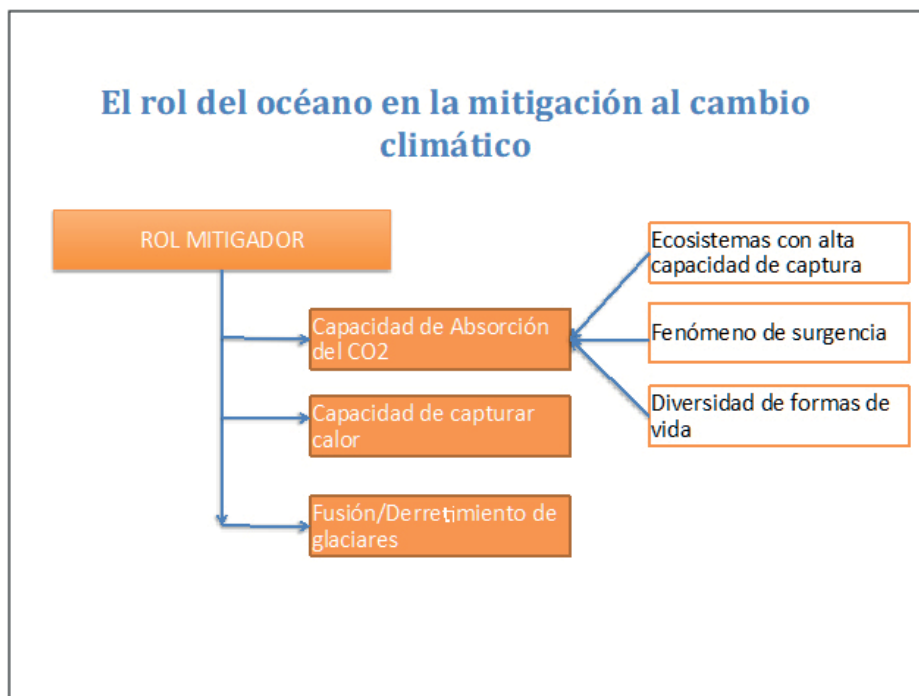 El rol del océano en la mitigación al cambio
climático
ROL MITIGADOR
Capacidad de Absorción
del CO2
Capacidad de capturar
calor
Fusión/Derretimiento de
glaciares
Ecosistemas con alta
capacidad de captura
Fenómeno de surgencia
Diversidad de formas de
vida